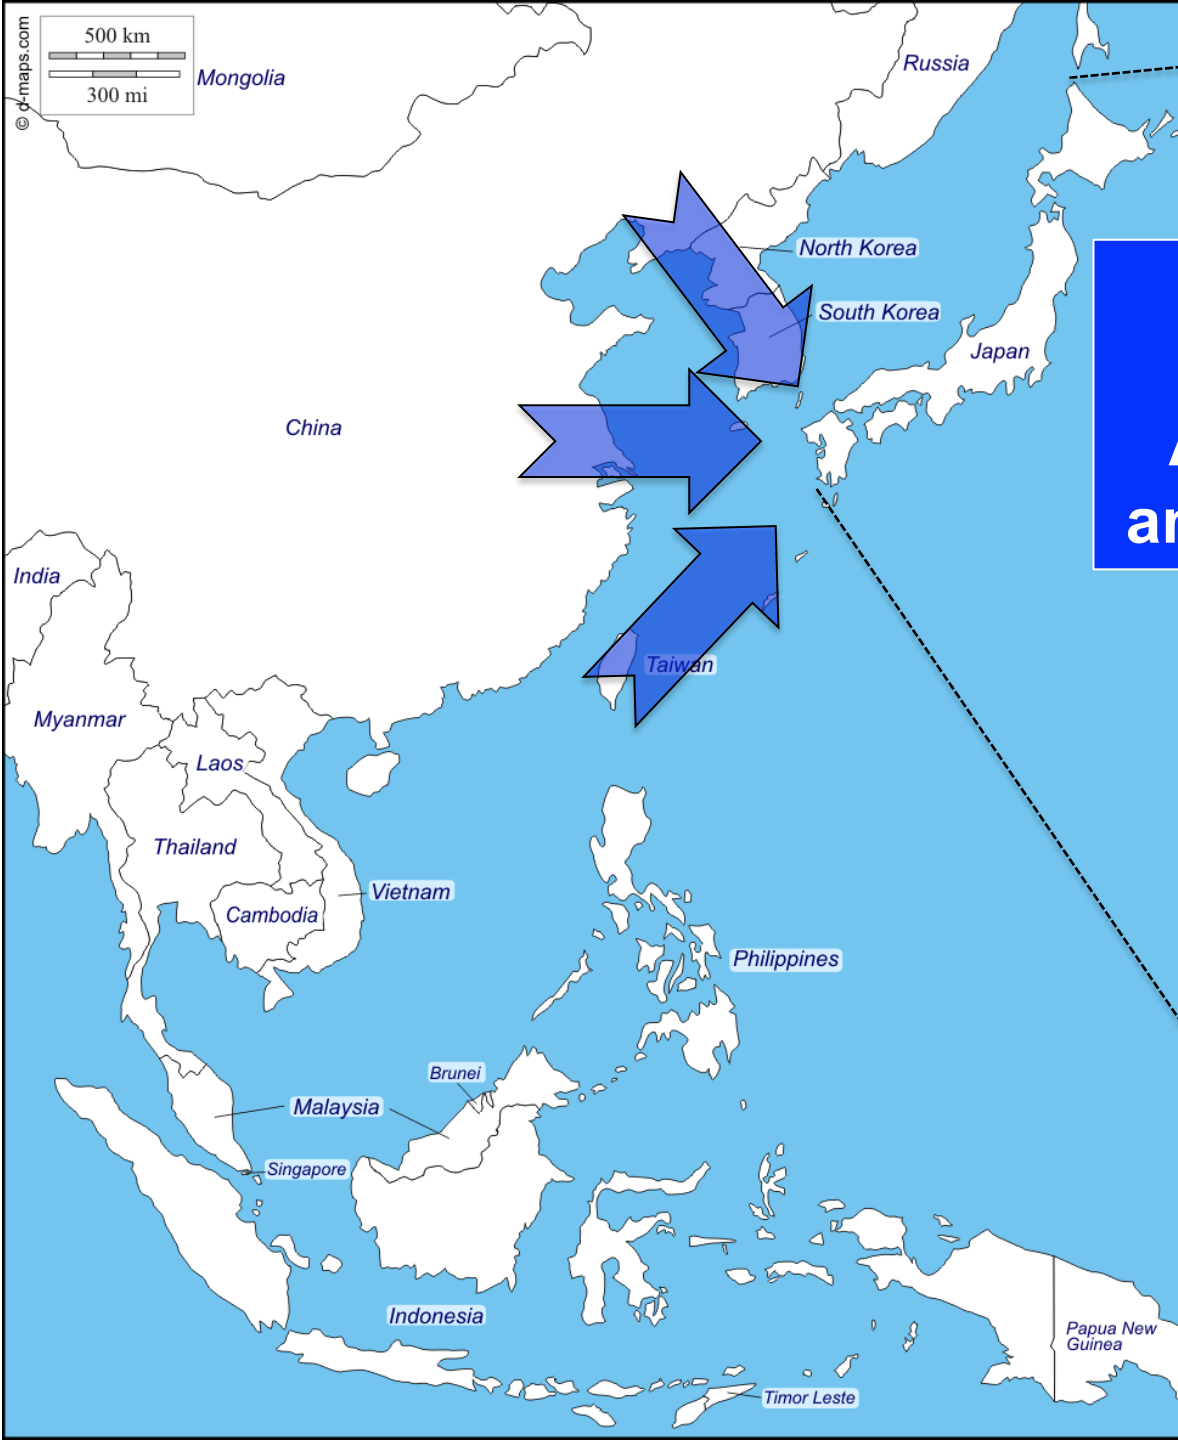 © d-maps.com
500 km
300 mi
Mongolia
Russia
North Korea
South Korea
Japan
China
an
India
Taiwan
Myanmar
Laos
Thailand
Vietnam
Cambodia
Philippines
Brunei
Malaysia
Singapore
Indonesia
Papua New
Guinea
Timor Leste